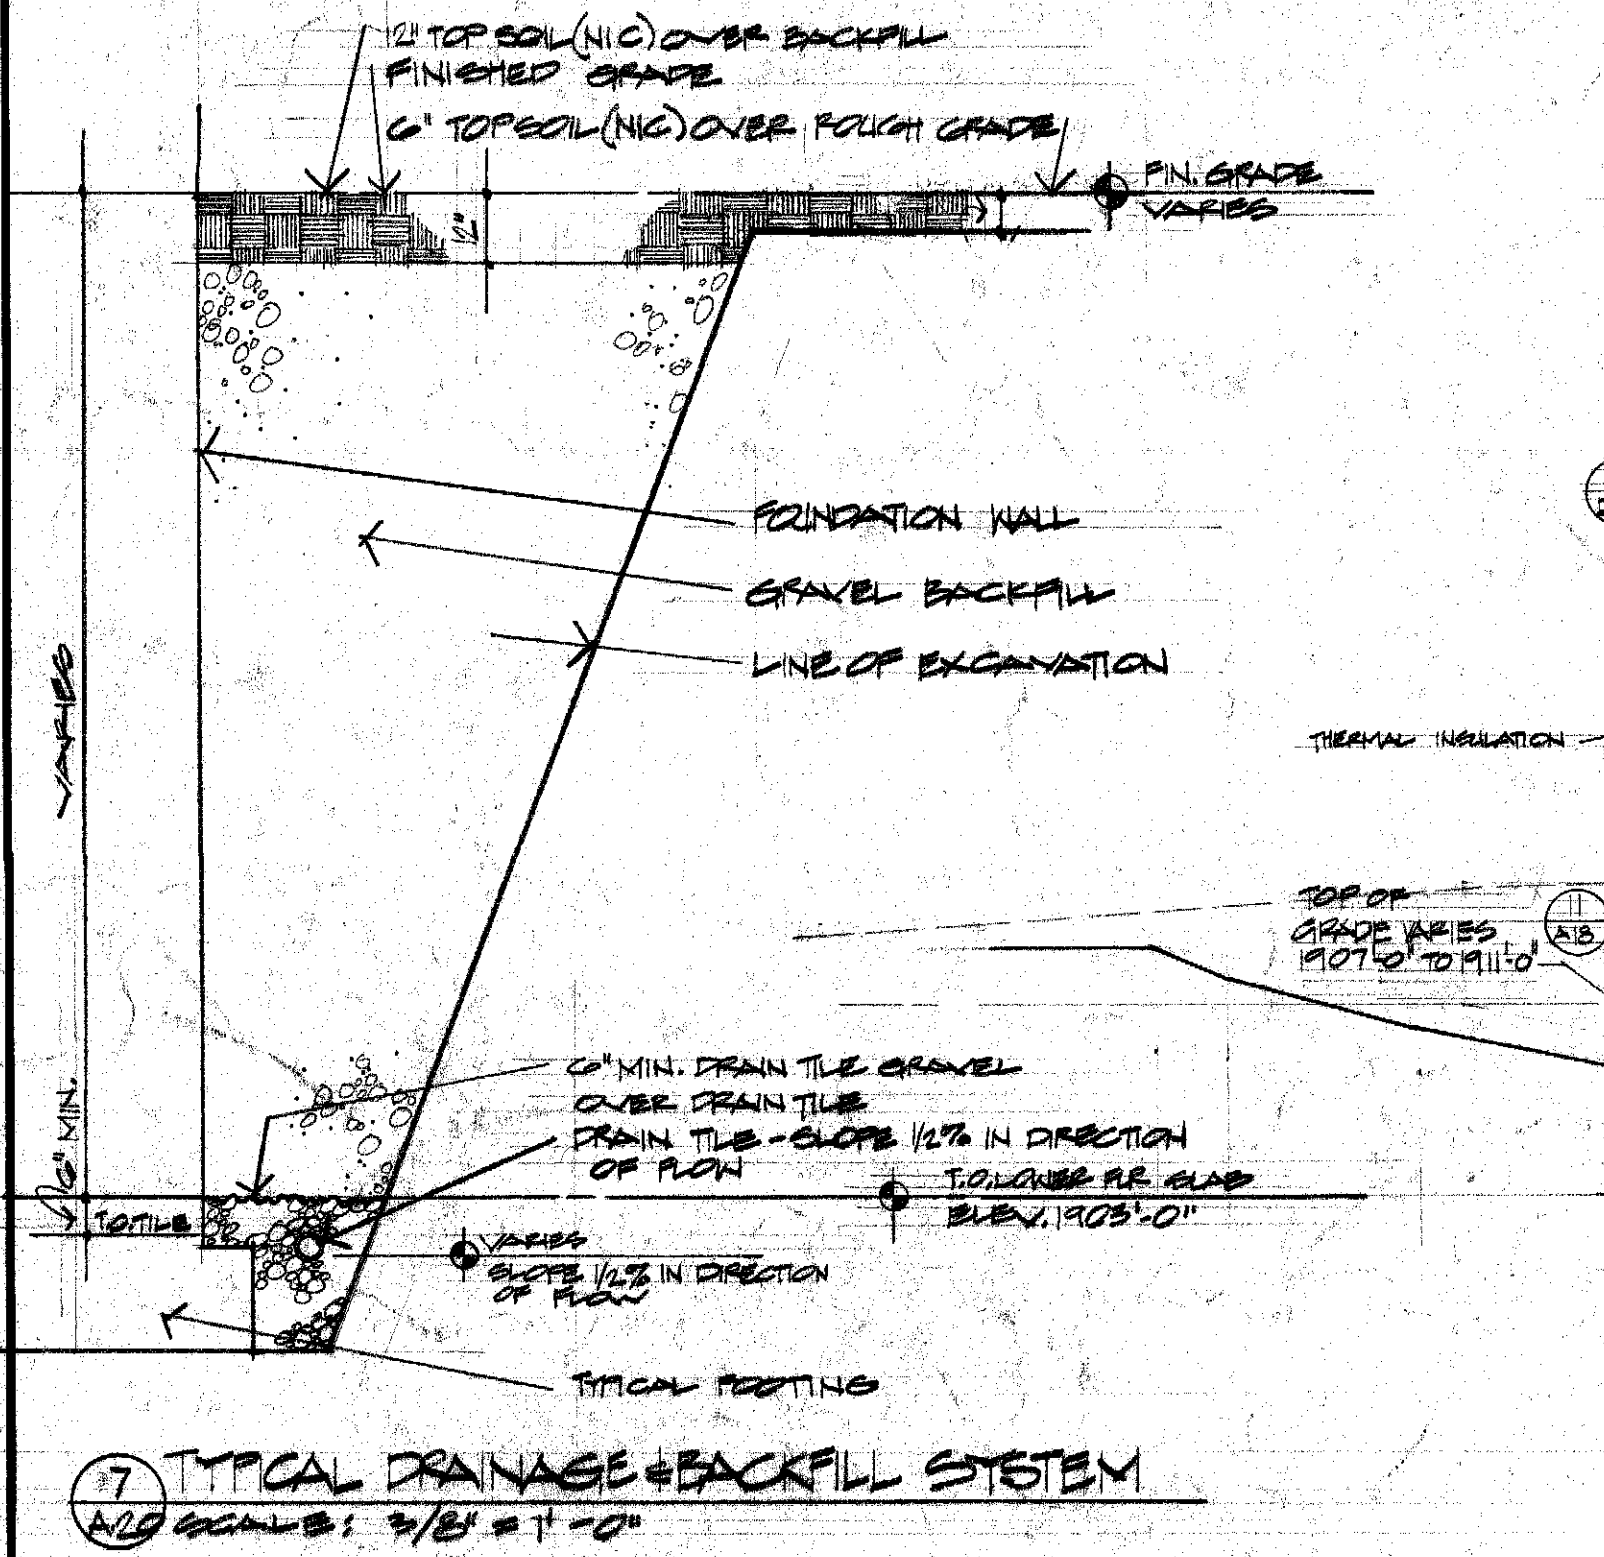 12" TOP SOIL (NIC) OVER BACKFILL
FINISHED GRADE
6" TOPSOIL (NIC) OVER ROUGH GRADE
FIN. GRADE
VARIES
12"
FOUNDATION WALL
GRAVEL BACKFILL
LINE OF EXCAVATION
VARIES
THERMAL INSULATION
TOP OF
GRADE VARIES
1907'-0" TO 1911'-0"
11
A18
6" MIN. DRAIN TILE GRAVEL
OVER DRAIN TILE
DRAIN TILE - SLOPE 1/2% IN DIRECTION
OF FLOW
6" MIN.
T.O. LOWER FLR SLAB
ELEV. 1903'-0"
T.O. TILE
VARIES
SLOPE 1/2% IN DIRECTION
OF FLOW
TYPICAL FOOTING
7
A20
TYPICAL DRAINAGE & BACKFILL SYSTEM
SCALE: 3/8" = 1'-0"